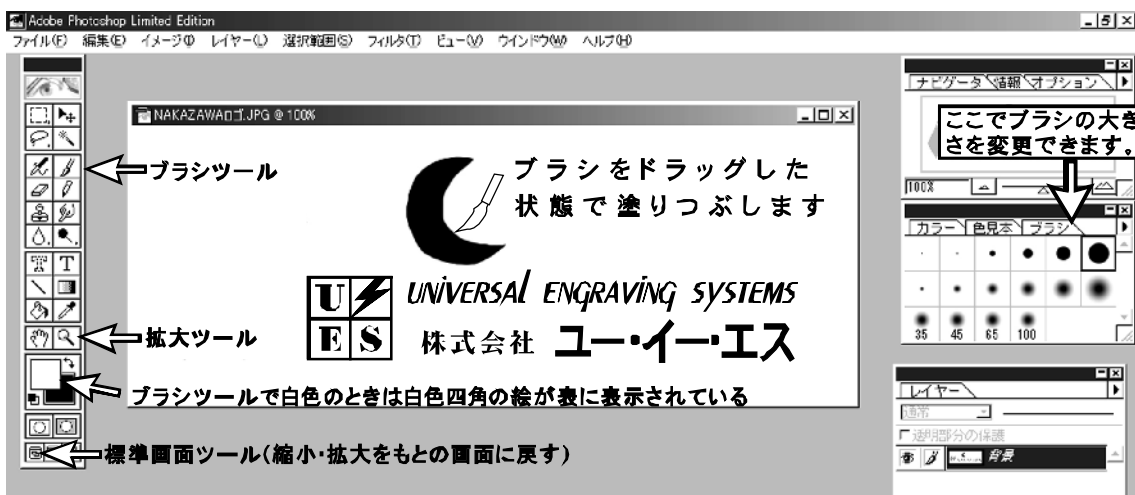 Adobe Photoshop Limited Edition
ファイル(F) 編集(E) イメージ(I) レイヤー(L) 選択範囲(S) フィルタ(T) ビュー(V) ウインドウ(W) ヘルプ(H)
ナビゲータ 情報 オプション
ここでブラシの大き
さを変更できます。
100%
NAKAZAWAロゴ.JPG @ 100%
ブラシツール
ブラシをドラッグした
状態で塗りつぶします
カラー 色見本 ブラシ
35 45 65 100
U
E S
UNIVERSAL ENGRAVING SYSTEMS
株式会社 ユー・イー・エス
拡大ツール
ブラシツールで白色のときは白色四角の絵が表に表示されている
標準画面ツール(縮小・拡大をもとの画面に戻す)
レイヤー
通常
透明部分の保護
背景
T